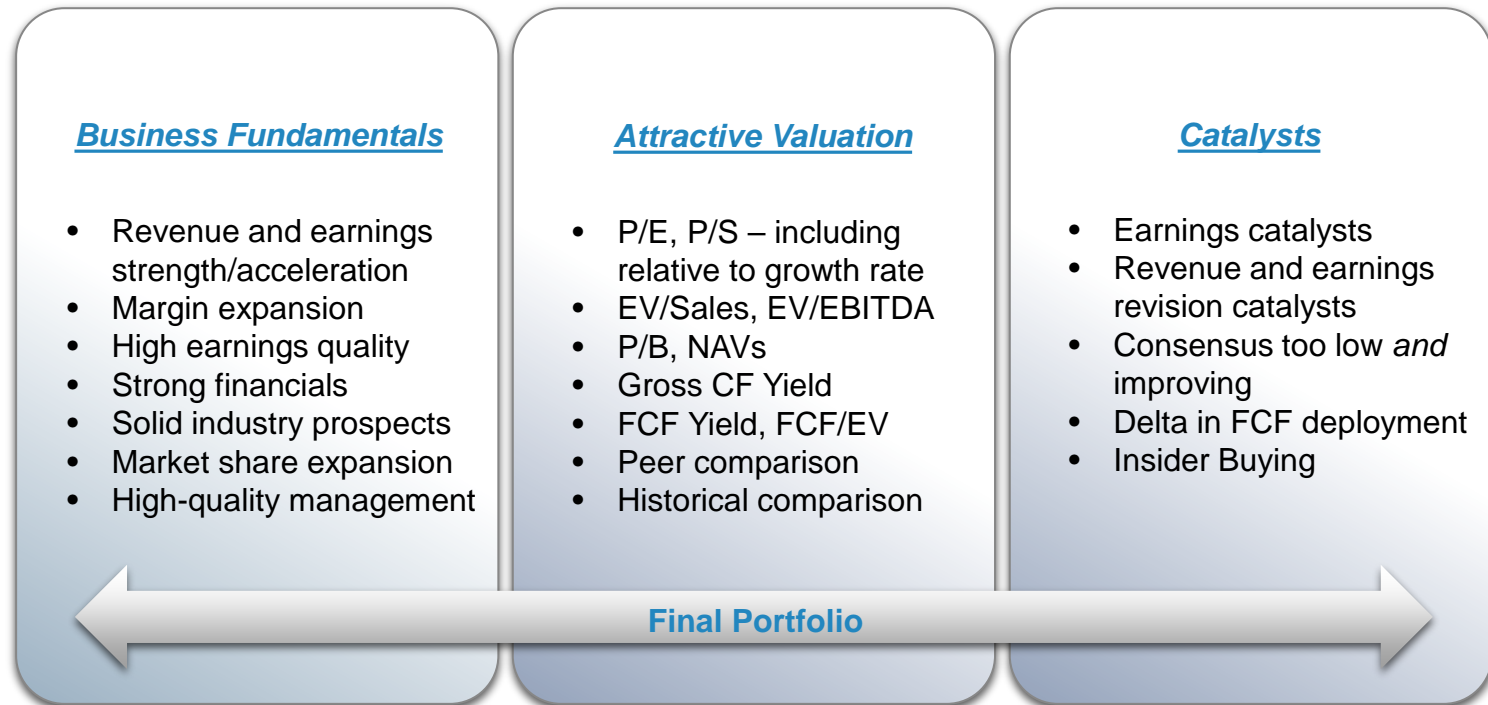 Business Fundamentals
• Revenue and earnings
strength/acceleration
• Margin expansion
• High earnings quality
• Strong financials
• Solid industry prospects
• Market share expansion
• High-quality management
Attractive Valuation
• P/E, P/S – including
relative to growth rate
• EV/Sales, EV/EBITDA
• P/B, NAVs
• Gross CF Yield
• FCF Yield, FCF/EV
• Peer comparison
• Historical comparison
Catalysts
• Earnings catalysts
• Revenue and earnings
revision catalysts
• Consensus too low and
improving
• Delta in FCF deployment
• Insider Buying
Final Portfolio